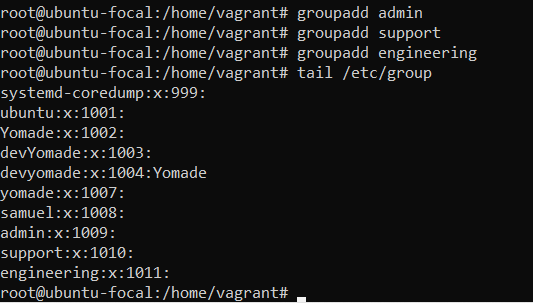 root@ubuntu-focal:/home/vagrant# groupadd admin
root@ubuntu-focal:/home/vagrant# groupadd support
root@ubuntu-focal:/home/vagrant# groupadd engineering
root@ubuntu-focal:/home/vagrant# tail /etc/group
systemd-coredump:x:999:
ubuntu:x:1001:
Yomade:x:1002:
devYomade:x:1003:
devyomade:x:1004:Yomade
yomade:x:1007:
samuel:x:1008:
admin:x:1009:
support:x:1010:
engineering:x:1011:
root@ubuntu-focal:/home/vagrant#